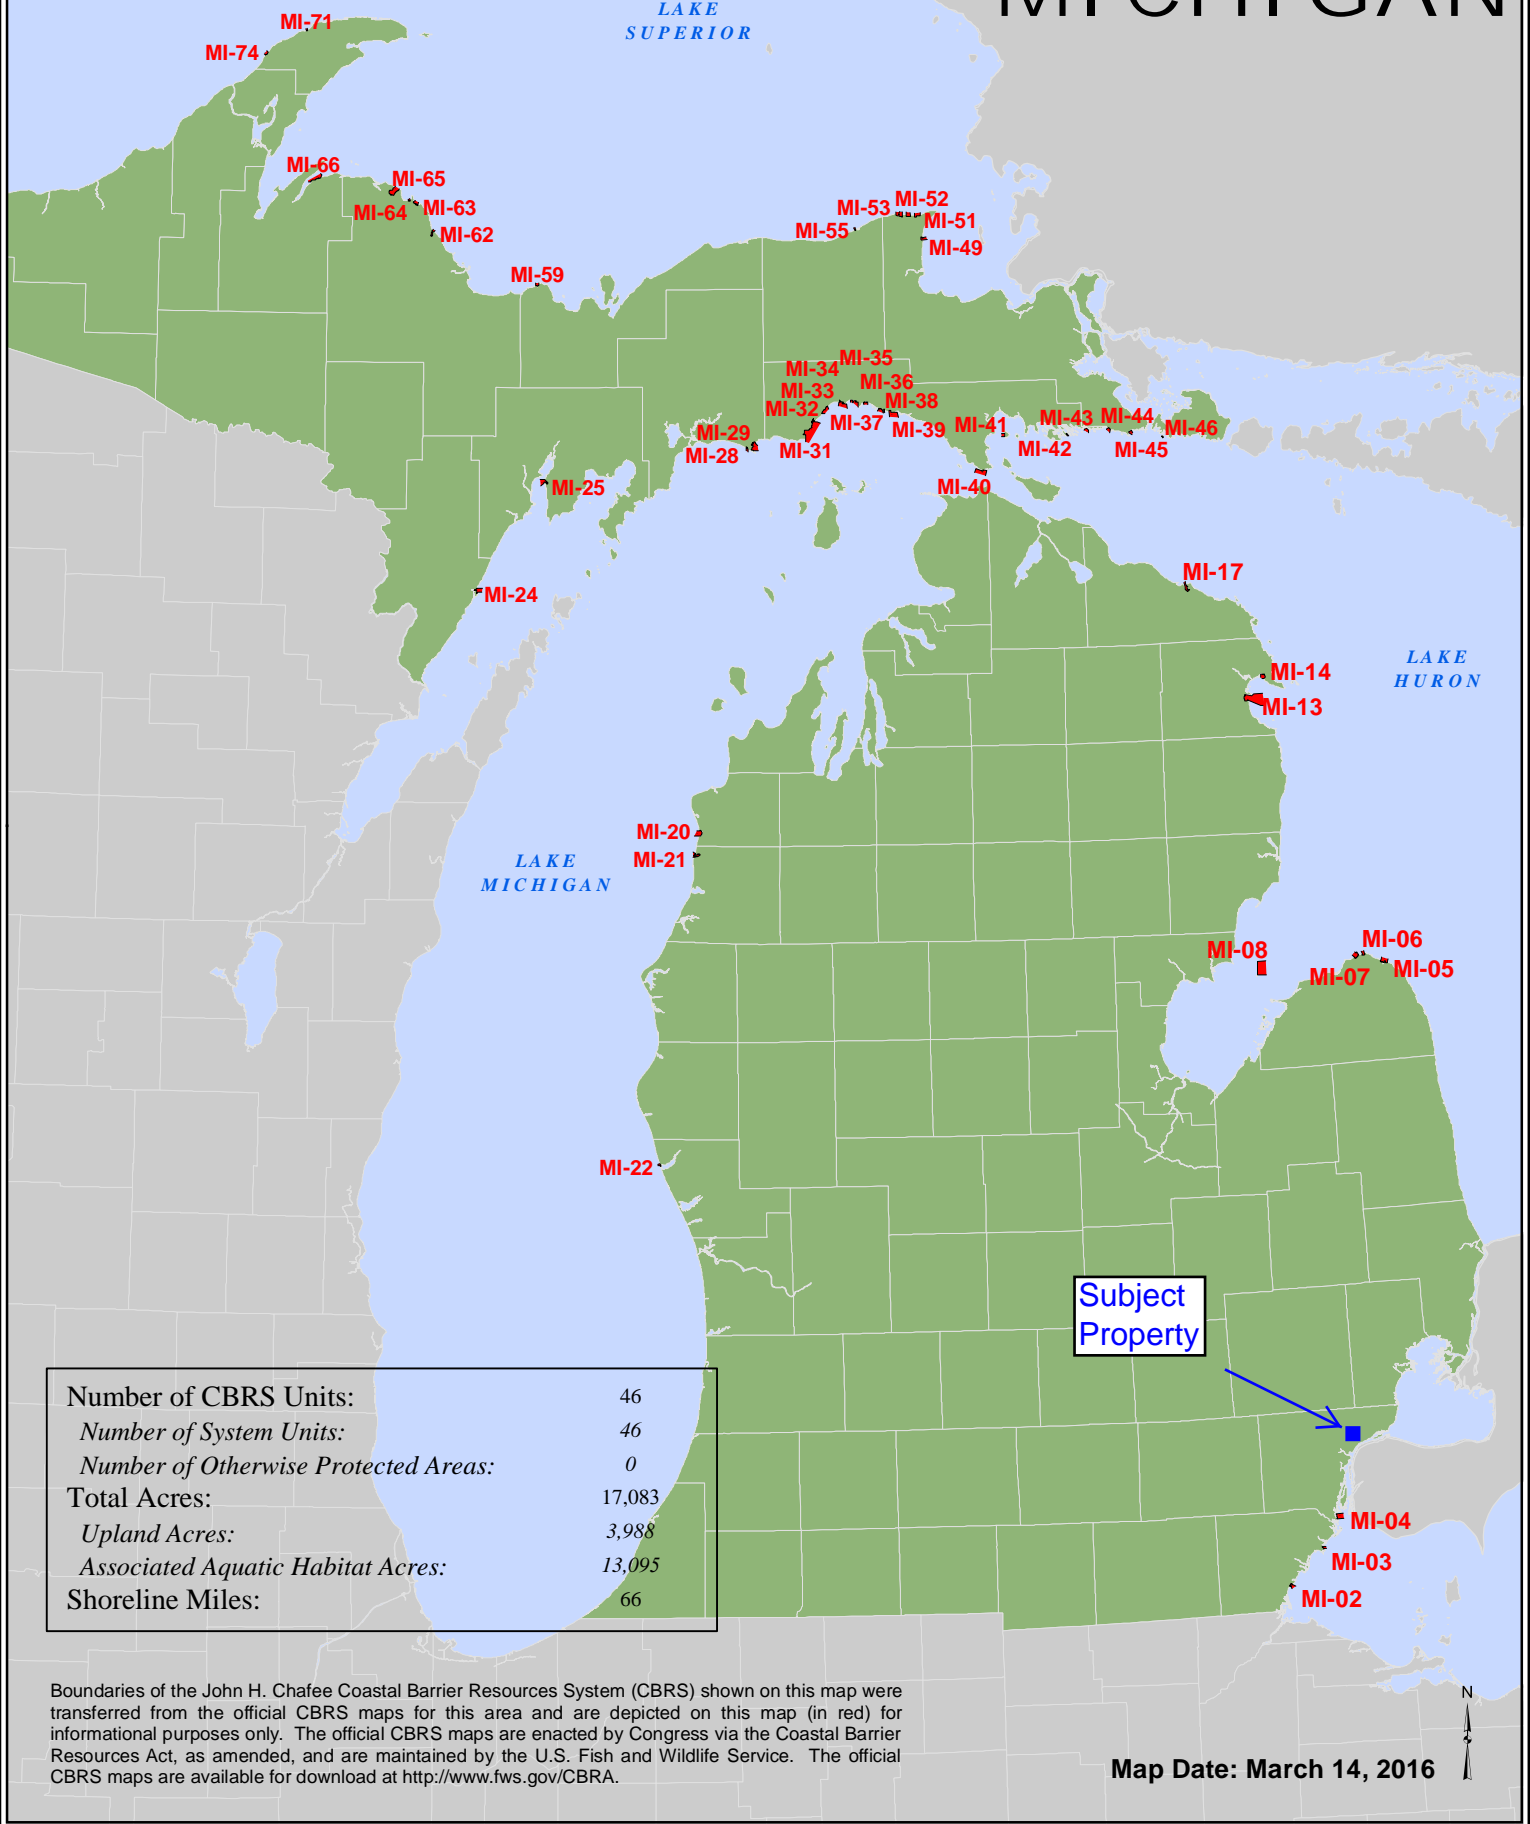 MICHIGAN
LAKE
SUPERIOR
MI-71
MI-74
MI-66
MI-65
MI-64
MI-63
MI-62
MI-59
MI-53
MI-52
MI-51
MI-55
MI-49
MI-35
MI-34
MI-36
MI-33
MI-38
MI-32
MI-37
MI-39
MI-41
MI-43
MI-44
MI-46
MI-29
MI-28
MI-31
MI-42
MI-45
MI-25
MI-40
MI-24
MI-17
LAKE
HURON
MI-14
MI-13
MI-20
MI-21
LAKE
MICHIGAN
MI-08
MI-06
MI-07
MI-05
MI-22
Subject
Property
Number of CBRS Units: 46
Number of System Units: 46
Number of Otherwise Protected Areas: 0
Total Acres: 17,083
Upland Acres: 3,988
Associated Aquatic Habitat Acres: 13,095
Shoreline Miles: 66
MI-04
MI-03
MI-02
Boundaries of the John H. Chafee Coastal Barrier Resources System (CBRS) shown on this map were
transferred from the official CBRS maps for this area and are depicted on this map (in red) for
informational purposes only. The official CBRS maps are enacted by Congress via the Coastal Barrier
Resources Act, as amended, and are maintained by the U.S. Fish and Wildlife Service. The official
CBRS maps are available for download at http://www.fws.gov/CBRA.
N
Map Date: March 14, 2016